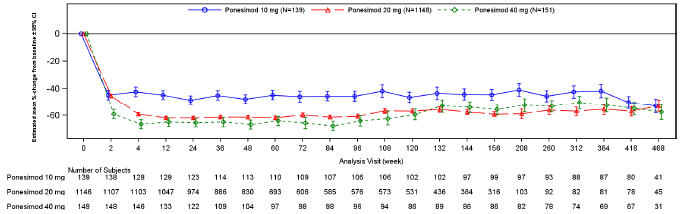 Ponesimod 10 mg (N=139) Ponesimod 20 mg (N=1148) Ponesimod 40 mg (N=151)
Estimated mean %-change from baseline ± 95% CI
0
-20
-40
-60
0 2 4 12 24 36 48 60 72 84 96 108 120 132 144 156 208 260 312 364 416 468
Analysis Visit (week)
Number of Subjects
Ponesimod 10 mg 139 138 128 129 123 114 113 110 109 107 106 106 102 102 97 99 97 93 88 87 80 41
Ponesimod 20 mg 1146 1107 1103 1047 974 886 830 693 606 585 576 573 531 436 364 316 103 92 82 81 78 45
Ponesimod 40 mg 149 148 146 133 122 109 104 97 98 98 96 94 86 89 86 86 82 78 74 69 67 31